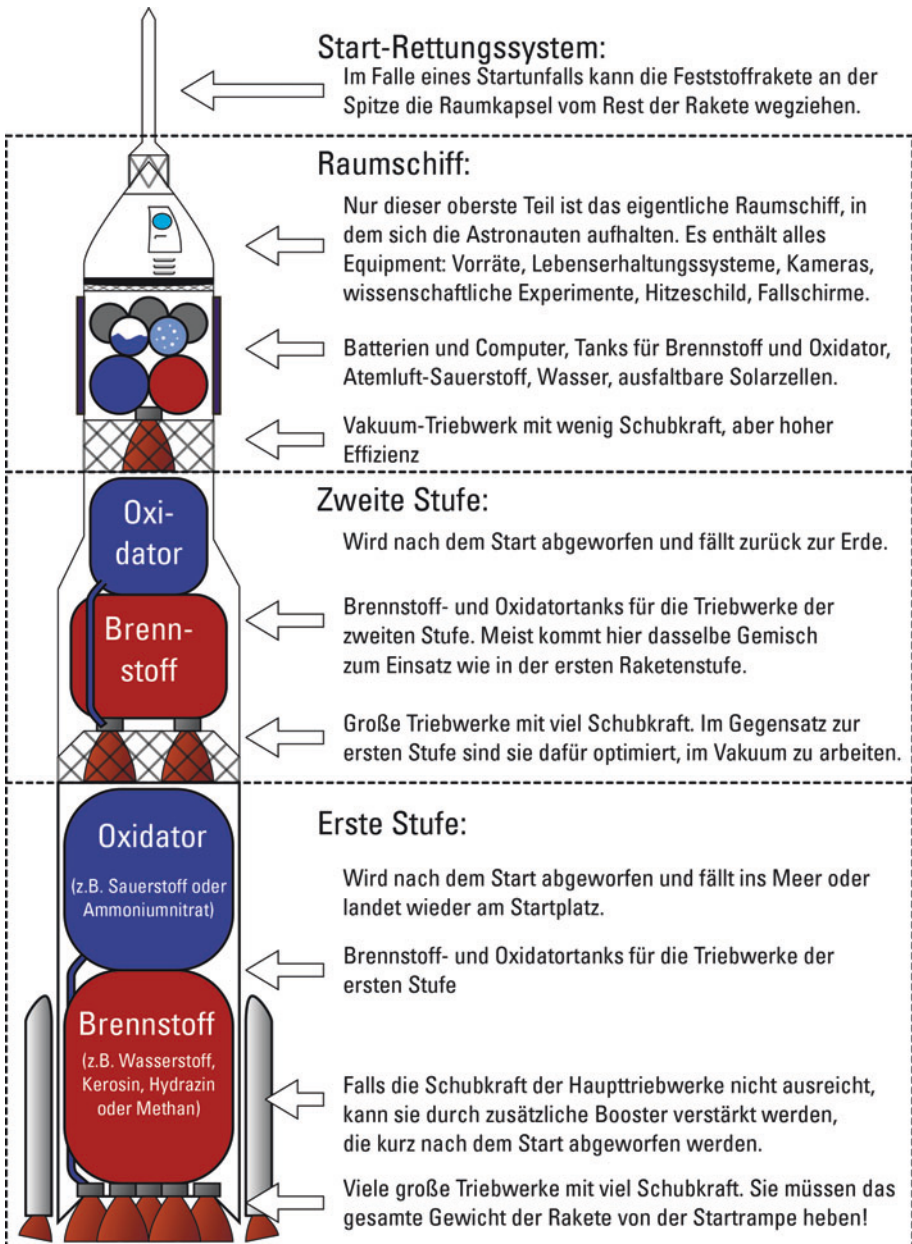 Start-Rettungssystem:
Im Falle eines Startunfalls kann die Feststoffrakete an der
Spitze die Raumkapsel vom Rest der Rakete wegziehen.
Raumschiff:
Nur dieser oberste Teil ist das eigentliche Raumschiff, in
dem sich die Astronauten aufhalten. Es enthält alles
Equipment: Vorräte, Lebenserhaltungssysteme, Kameras,
wissenschaftliche Experimente, Hitzeschild, Fallschirme.
Batterien und Computer, Tanks für Brennstoff und Oxidator,
Atemluft-Sauerstoff, Wasser, ausfaltbare Solarzellen.
Vakuum-Triebwerk mit wenig Schubkraft, aber hoher
Effizienz
Oxi-
dator
Brenn-
stoff
Zweite Stufe:
Wird nach dem Start abgeworfen und fällt zurück zur Erde.
Brennstoff- und Oxidatortanks für die Triebwerke der
zweiten Stufe. Meist kommt hier dasselbe Gemisch
zum Einsatz wie in der ersten Raketenstufe.
Große Triebwerke mit viel Schubkraft. Im Gegensatz zur
ersten Stufe sind sie dafür optimiert, im Vakuum zu arbeiten.
Oxidator
(z.B. Sauerstoff oder
Ammoniumnitrat)
Brennstoff
(z.B. Wasserstoff,
Kerosin, Hydrazin
oder Methan)
Erste Stufe:
Wird nach dem Start abgeworfen und fällt ins Meer oder
landet wieder am Startplatz.
Brennstoff- und Oxidatortanks für die Triebwerke der
ersten Stufe
Falls die Schubkraft der Haupttriebwerke nicht ausreicht,
kann sie durch zusätzliche Booster verstärkt werden,
die kurz nach dem Start abgeworfen werden.
Viele große Triebwerke mit viel Schubkraft. Sie müssen das
gesamte Gewicht der Rakete von der Startrampe heben!